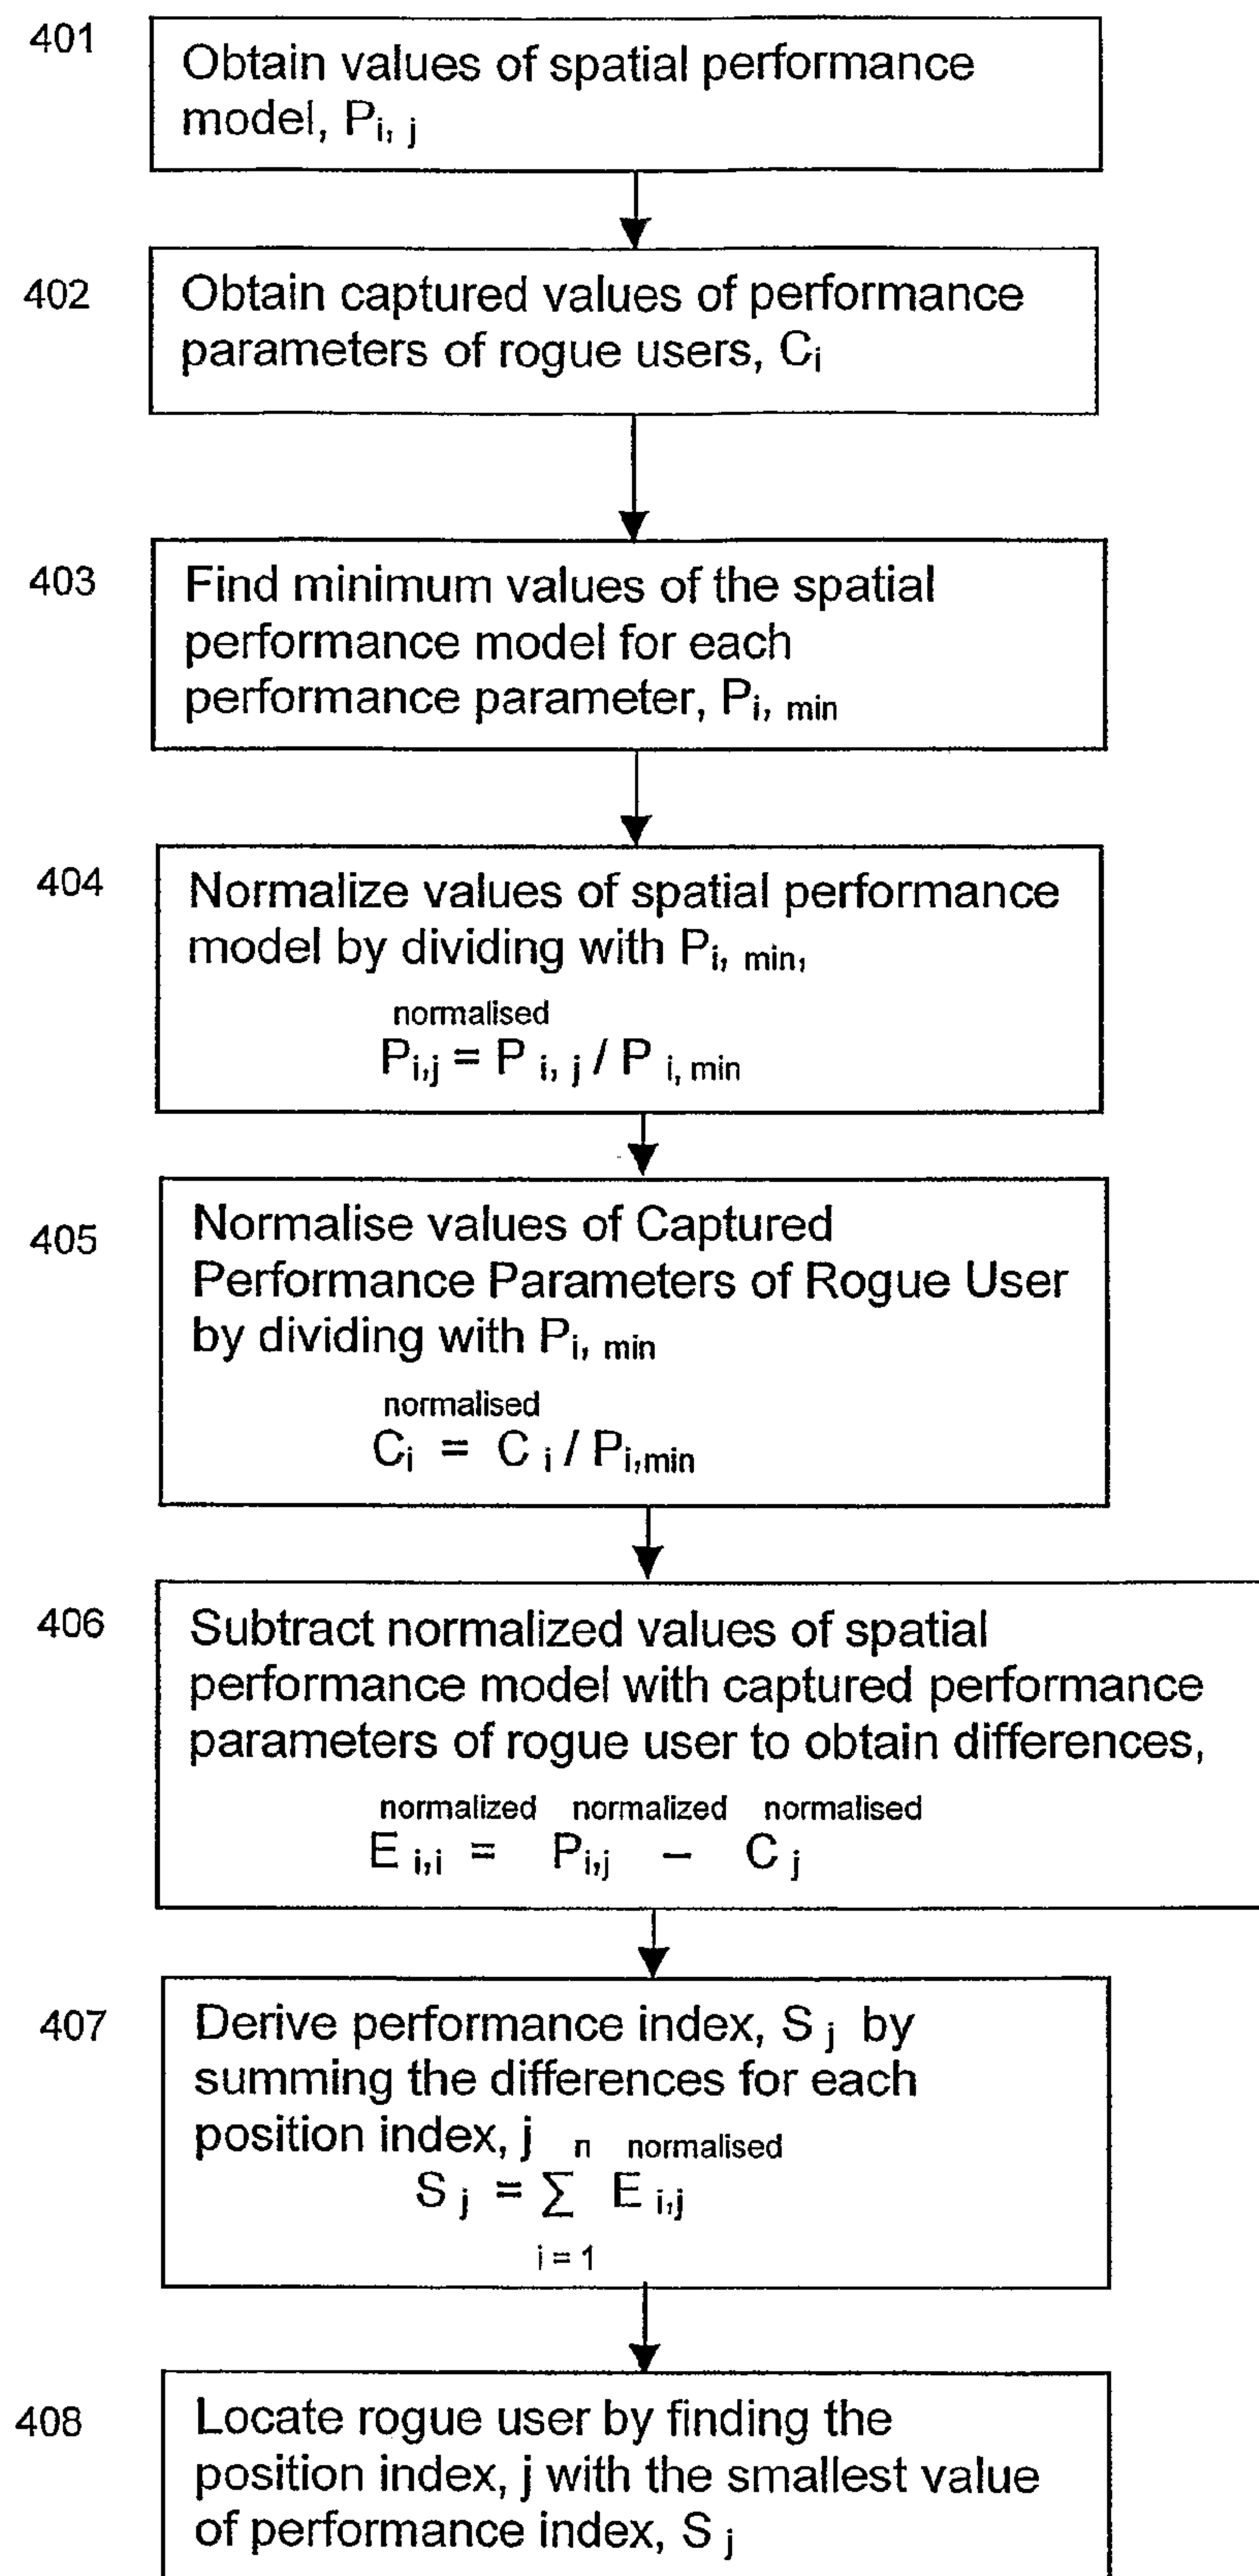 401
Obtain values of spatial performance
model, Pi, j
402
Obtain captured values of performance
parameters of rogue users, Ci
403
Find minimum values of the spatial
performance model for each
performance parameter, Pi, min
404
Normalize values of spatial performance
model by dividing with Pi, min,
normalised
Pi,j = P i, j / P i, min
405
Normalise values of Captured
Performance Parameters of Rogue User
by dividing with Pi, min
normalised
Ci = C i / Pi,min
406
Subtract normalized values of spatial
performance model with captured performance
parameters of rogue user to obtain differences,
normalized normalized normalised
E i,i = Pi,j – C j
407
Derive performance index, S j by
summing the differences for each
position index, j n normalised
S j = ∑ E i,j
i = 1
408
Locate rogue user by finding the
position index, j with the smallest value
of performance index, S j